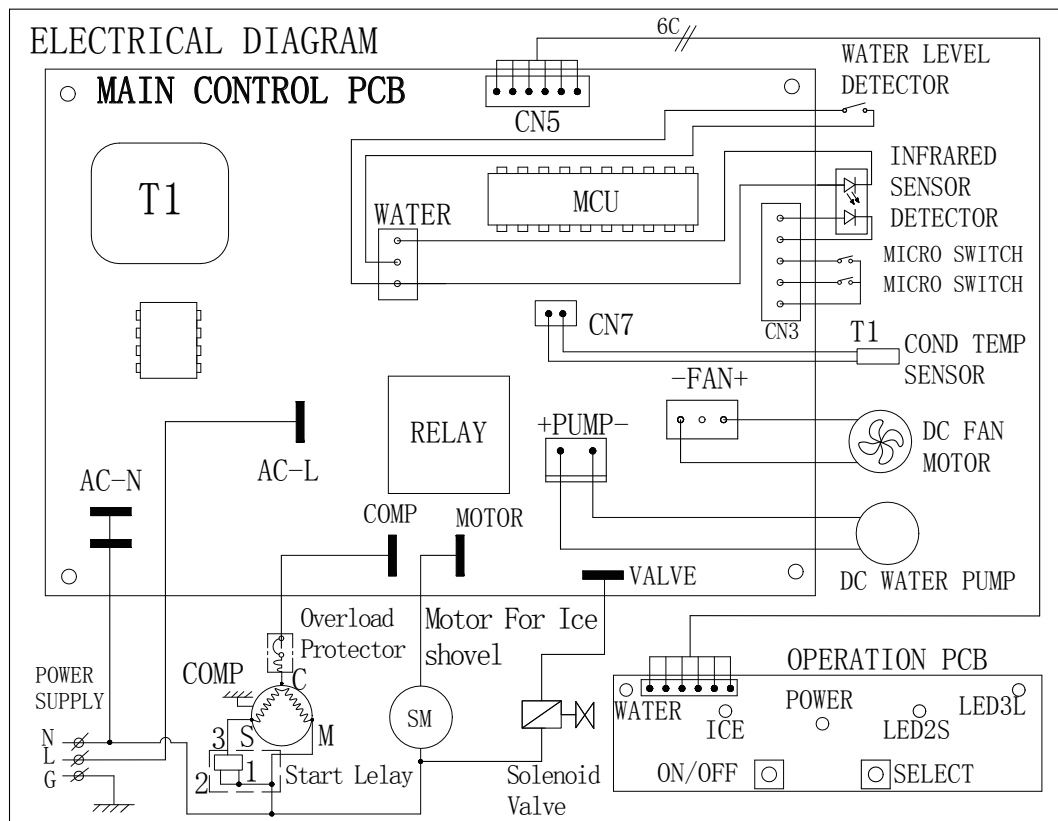 ELECTRICAL DIAGRAM
6C
WATER LEVEL
DETECTOR
MAIN CONTROL PCB
CN5
INFRARED
SENSOR
DETECTOR
T1
MCU
WATER
MICRO SWITCH
MICRO SWITCH
CN3
CN7
T1
COND TEMP
SENSOR
-FAN+
RELAY
+PUMP-
DC FAN
MOTOR
AC-L
AC-N
COMP
MOTOR
VALVE
DC WATER PUMP
Overload
Protector
Motor For Ice
shovel
COMP
C
POWER
SUPPLY
OPERATION PCB
WATER
ICE
POWER
LED2S
LED3L
SM
N
L
G
3
S
M
2
1
Start Lelay
Solenoid
Valve
ON/OFF
SELECT